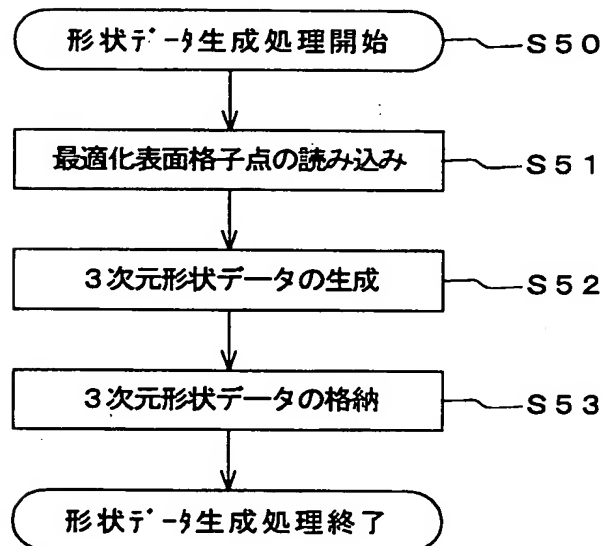 形状ﾃﾞｰﾀ生成処理開始
S50
最適化表面格子点の読み込み
S51
3次元形状データの生成
S52
3次元形状データの格納
S53
形状ﾃﾞｰﾀ生成処理終了